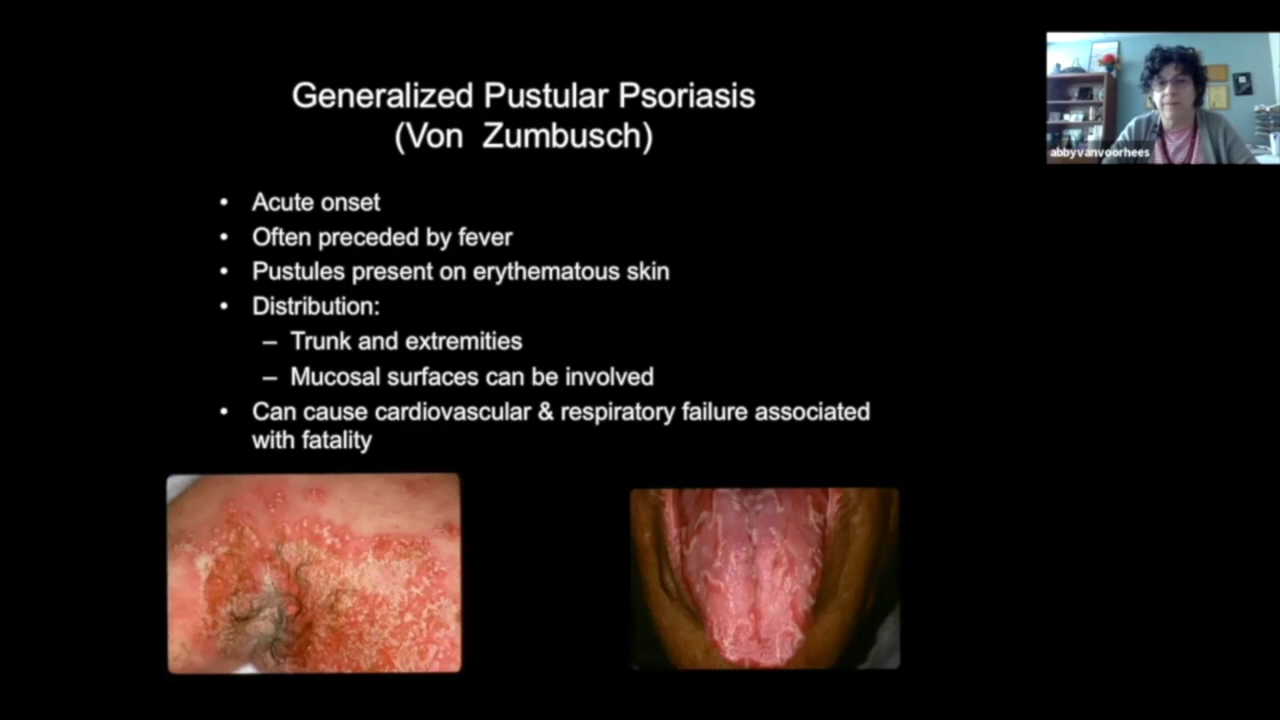 Generalized Pustular Psoriasis
(Von Zumbusch)
abbyvanvoorhees
• Acute onset
• Often preceded by fever
• Pustules present on erythematous skin
• Distribution:
– Trunk and extremities
– Mucosal surfaces can be involved
• Can cause cardiovascular & respiratory failure associated
with fatality